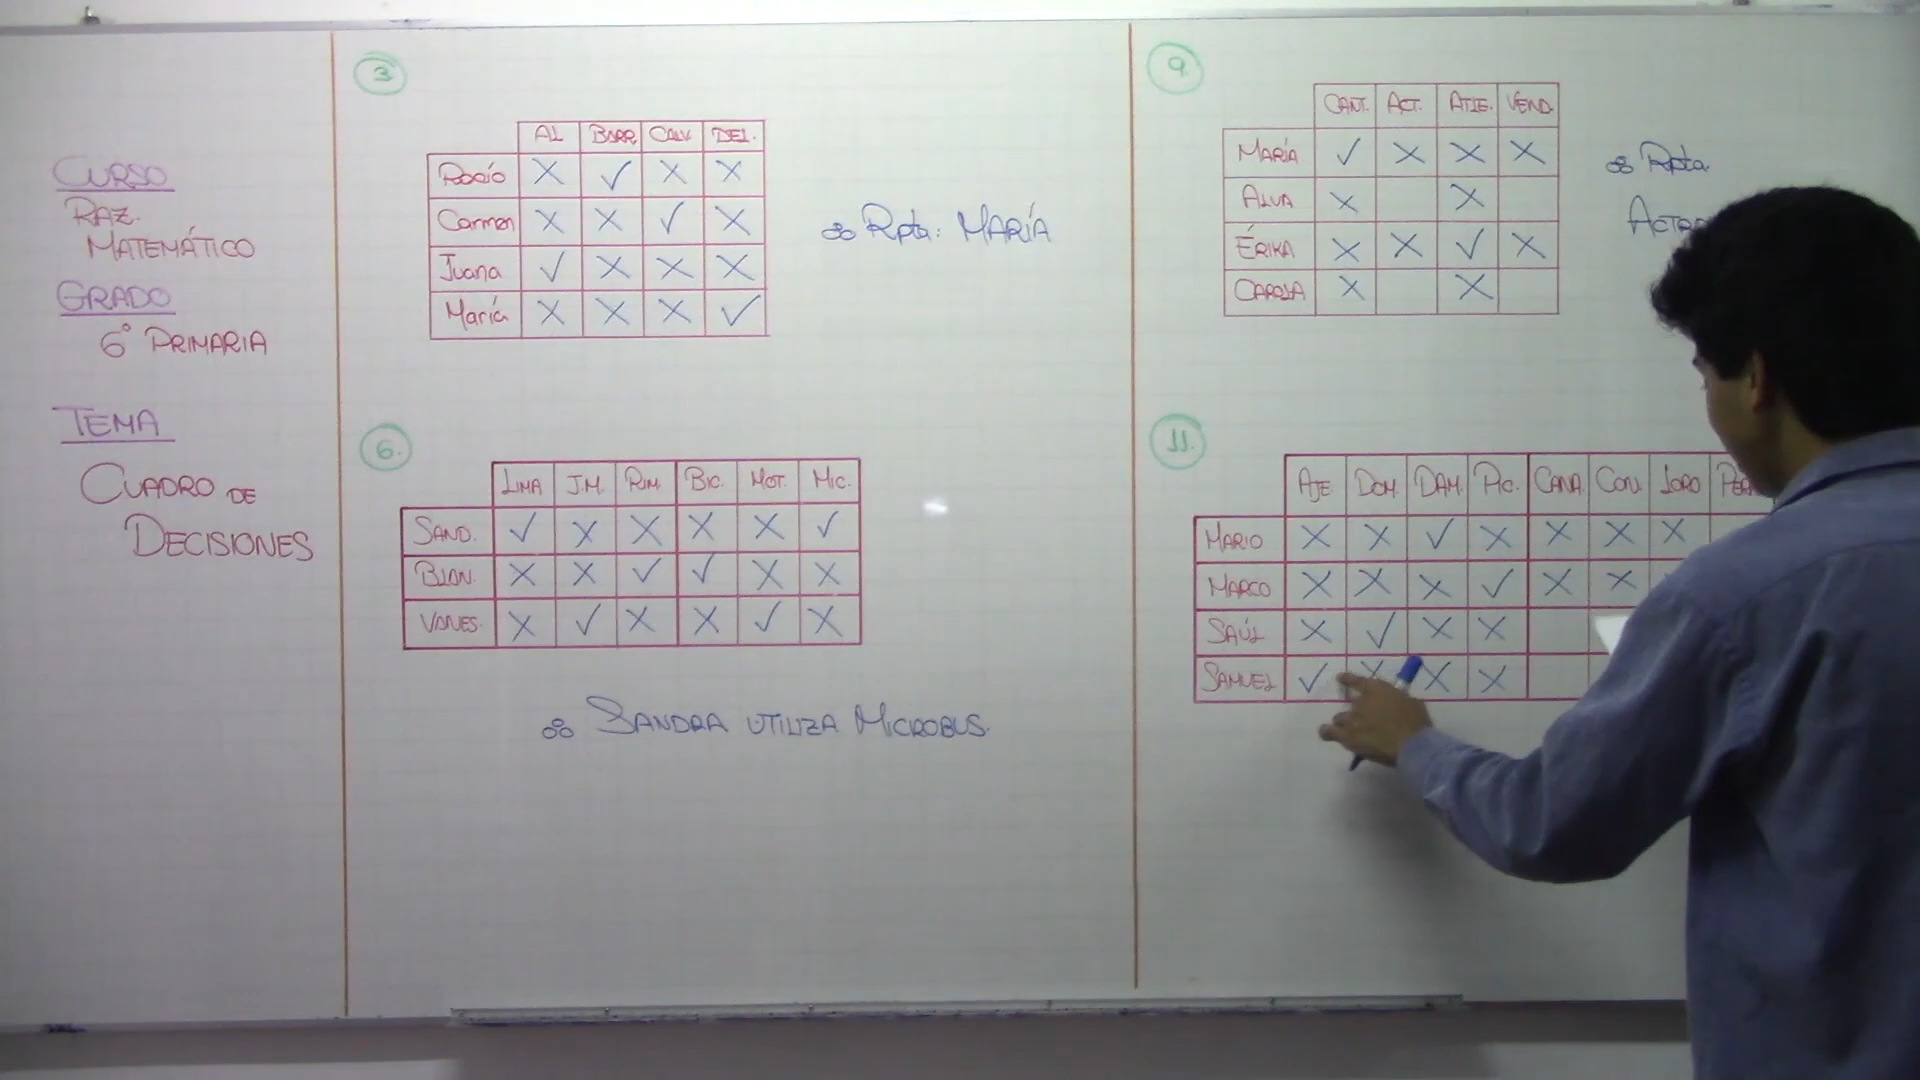 CURSO
RAZ.
MATEMÁTICO
GRADO
6° PRIMARIA
TEMA
CUADRO DE
DECISIONES
3
AL BARR. CALV. DEL.
Rocío X ✓ X X
Carmen X X ✓ X
Juana ✓ X X X
María X X X ✓
∴ Rpta: MARÍA
6.
LIMA J.M. RIM. BIC. MOT. MIC.
SAND. ✓ X X X X ✓
BLAN. X X ✓ ✓ X X
VANES. X ✓ X X ✓ X
∴ SANDRA UTILIZA MICROBUS.
9
CANT. ACT. ATLE. VEND.
MARÍA ✓ X X X
ALVA X X
ÉRIKA X X ✓ X
CAROLA X X
∴ Rpta
11.
AJE. DOM. DAM. PIC. CANA. CON. LORO
MARIO X X ✓ X X X X
MARCO X X X ✓ X X
SAÚL X ✓ X X
SAMUEL ✓ X X X